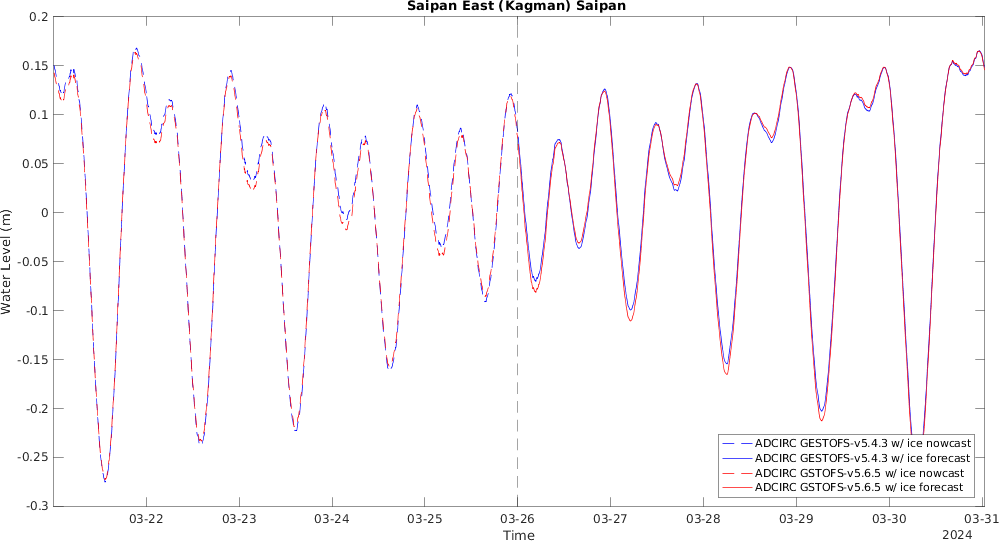 Saipan East (Kagman) Saipan
Water Level (m)
0.2
0.15
0.1
0.05
0
-0.05
-0.1
-0.15
-0.2
-0.25
-0.3
ADCIRC GESTOFS-v5.4.3 w/ ice nowcast
ADCIRC GESTOFS-v5.4.3 w/ ice forecast
ADCIRC GSTOFS-v5.6.5 w/ ice nowcast
ADCIRC GSTOFS-v5.6.5 w/ ice forecast
03-22 03-23 03-24 03-25 03-26 03-27 03-28 03-29 03-30 03-31
Time
2024